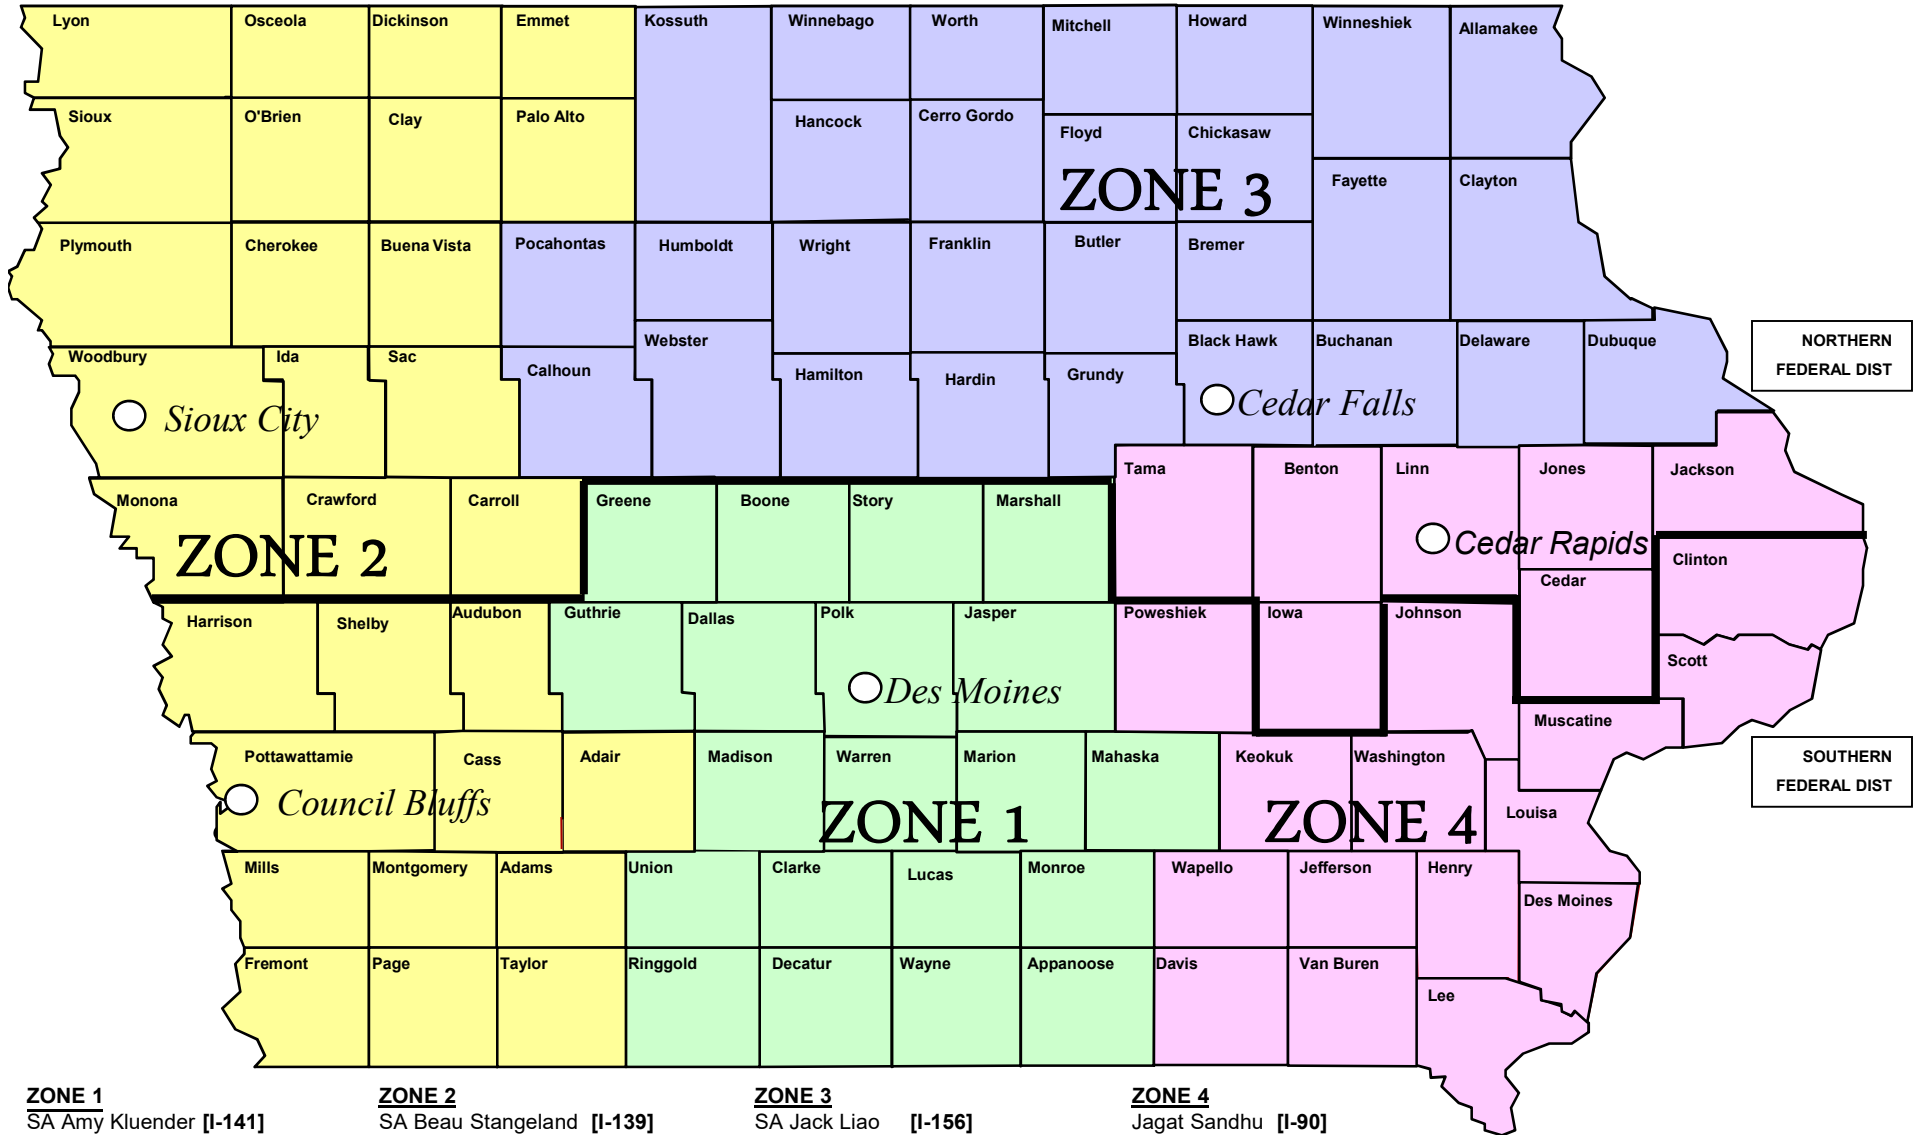 Lyon Osceola Dickinson Emmet Kossuth Winnebago Worth Mitchell Howard Winneshiek Allamakee
Sioux O'Brien Clay Palo Alto Hancock Cerro Gordo Floyd Chickasaw
ZONE 3
Fayette Clayton
Plymouth Cherokee Buena Vista Pocahontas Humboldt Wright Franklin Butler Bremer
Woodbury Ida Sac Calhoun Webster Hamilton Hardin Grundy Black Hawk Buchanan Delaware Dubuque
NORTHERN
FEDERAL DIST
Sioux City
Cedar Falls
Monona Crawford Carroll Greene Boone Story Marshall Tama Benton Linn Jones Jackson
ZONE 2
Cedar Rapids
Cedar Clinton
Harrison Shelby Audubon Guthrie Dallas Polk Jasper Poweshiek Iowa Johnson
Scott
Des Moines
Muscatine
Pottawattamie Cass Adair Madison Warren Marion Mahaska Keokuk Washington
SOUTHERN
FEDERAL DIST
Council Bluffs
ZONE 1
ZONE 4
Louisa
Mills Montgomery Adams Union Clarke Lucas Monroe Wapello Jefferson Henry
Des Moines
Fremont Page Taylor Ringgold Decatur Wayne Appanoose Davis Van Buren
Lee
ZONE 1
SA Amy Kluender [I-141]
ZONE 2
SA Beau Stangeland [I-139]
ZONE 3
SA Jack Liao [I-156]
ZONE 4
Jagat Sandhu [I-90]